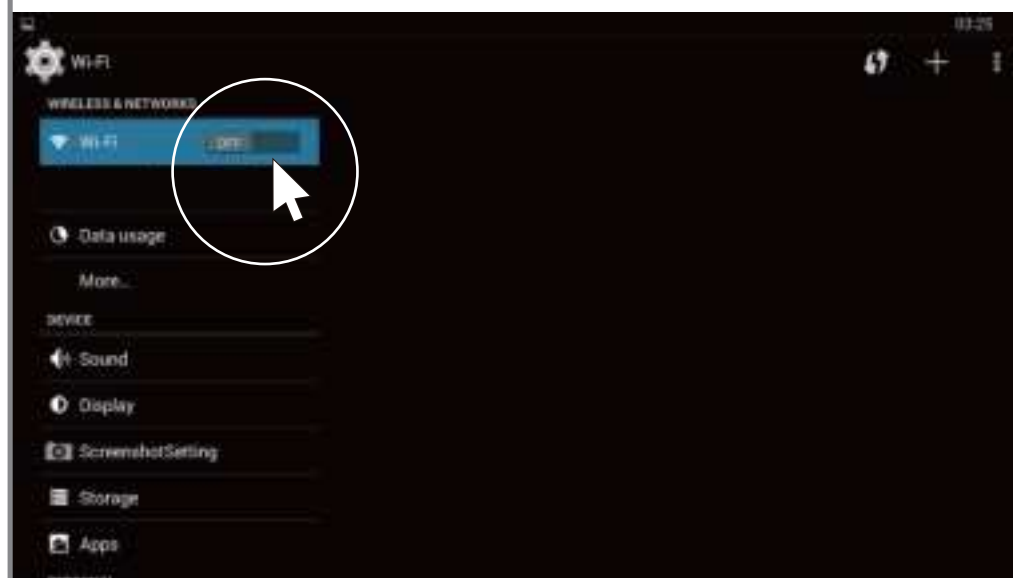 03:25
Wi-Fi
WIRELESS & NETWORKS
Wi-Fi OFF
Data usage
More...
DEVICE
Sound
Display
ScreenshotSetting
Storage
Apps